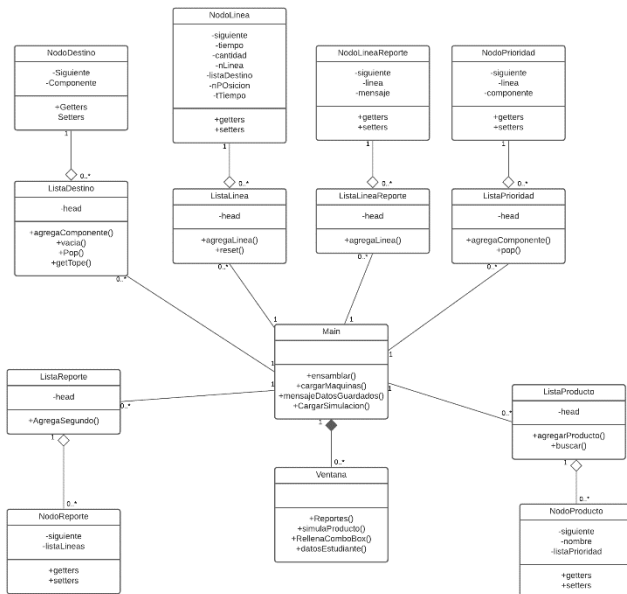 NodoLinea
-siguiente
-tiempo
-cantidad
-nLinea
-listaDestino
-nPOsicion
-tTiempo
+getters
+setters
1
0..*
NodoDestino
-Siguiente
-Componente
+Getters
Setters
1
0..*
NodoLineaReporte
-siguiente
-linea
-mensaje
+getters
+setters
1
0..*
NodoPrioridad
-siguiente
-linea
-componente
+getters
+setters
1
0..*
ListaDestino
-head
+agregaComponente()
+vacia()
+Pop()
+getTope()
0..*
1
ListaLinea
-head
+agregaLinea()
+reset()
0..*
1
ListaLineaReporte
-head
+agregaLinea()
0..*
1
ListaPrioridad
-head
+agregaComponente()
+pop()
0..*
1
Main
+ensamblar()
+cargarMaquinas()
+mensajeDatosGuardados()
+CargarSimulacion()
1
0..*
ListaReporte
-head
+AgregaSegundo()
0..*
1
1
0..*
ListaProducto
-head
+agregarProducto()
+buscar()
0..*
1
1
0..*
Ventana
+Reportes()
+simulaProducto()
+RellenaComboBox()
+datosEstudiante()
NodoReporte
-siguiente
-listaLineas
+getters
+setters
NodoProducto
-siguiente
-nombre
-listaPrioridad
+getters
+setters